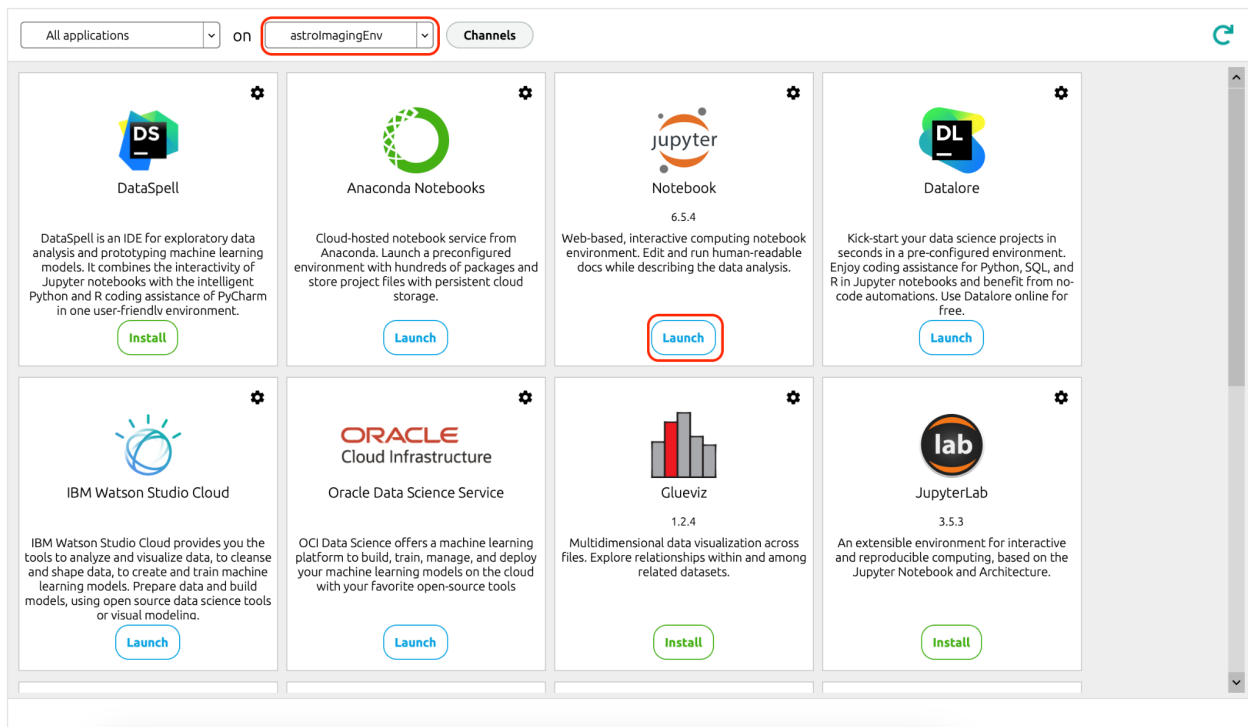 All applications on astroImagingEnv Channels
DS
DataSpell
DataSpell is an IDE for exploratory data
analysis and prototyping machine learning
models. It combines the interactivity of
Jupyter notebooks with the intelligent
Python and R coding assistance of PyCharm
in one user-friendly environment.
Install
Anaconda Notebooks
Cloud-hosted notebook service from
Anaconda. Launch a preconfigured
environment with hundreds of packages and
store project files with persistent cloud
storage.
Launch
jupyter
Notebook
6.5.4
Web-based, interactive computing notebook
environment. Edit and run human-readable
docs while describing the data analysis.
Launch
DL
Datalore
Kick-start your data science projects in
seconds in a pre-configured environment.
Enjoy coding assistance for Python, SQL, and
R in Jupyter notebooks and benefit from no-
code automations. Use Datalore online for
free.
Launch
IBM Watson Studio Cloud
IBM Watson Studio Cloud provides you the
tools to analyze and visualize data, to cleanse
and shape data, to create and train machine
learning models. Prepare data and build
models, using open source data science tools
or visual modeling.
Launch
ORACLE
Cloud Infrastructure
Oracle Data Science Service
OCI Data Science offers a machine learning
platform to build, train, manage, and deploy
your machine learning models on the cloud
with your favorite open-source tools
Launch
Glueviz
1.2.4
Multidimensional data visualization across
files. Explore relationships within and among
related datasets.
Install
lab
JupyterLab
3.5.3
An extensible environment for interactive
and reproducible computing, based on the
Jupyter Notebook and Architecture.
Install